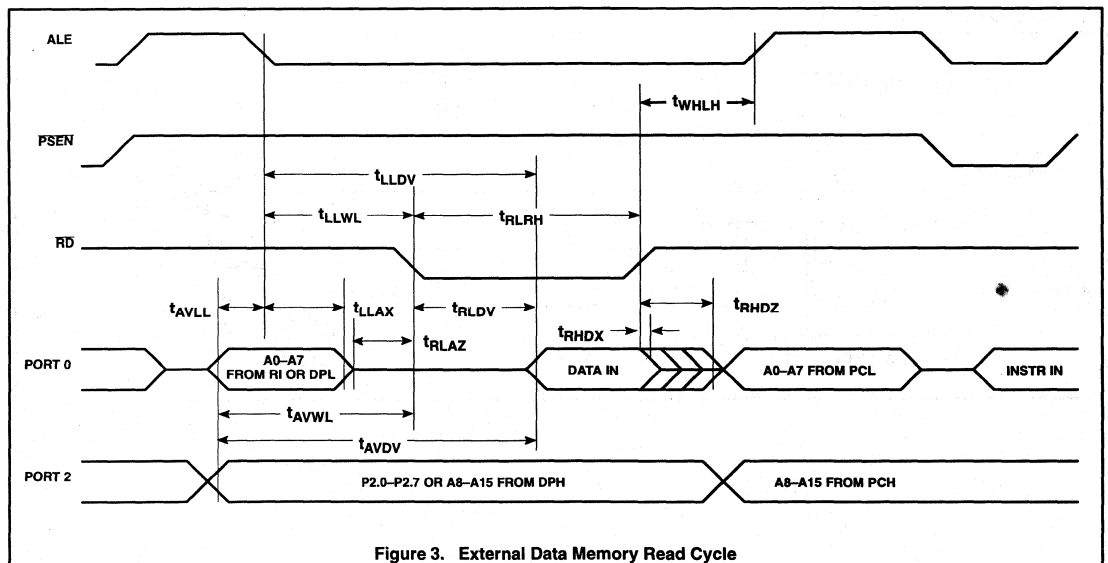 ALE
tWHLH
PSEN
tLLDV
tLLWL
tRLRH
RD
tAVLL
tLLAX
tRLDV
tRHDZ
tRHDX
tRLAZ
PORT 0
A0–A7
FROM RI OR DPL
DATA IN
A0–A7 FROM PCL
INSTR IN
tAVWL
tAVDV
PORT 2
P2.0–P2.7 OR A8–A15 FROM DPH
A8–A15 FROM PCH
Figure 3. External Data Memory Read Cycle